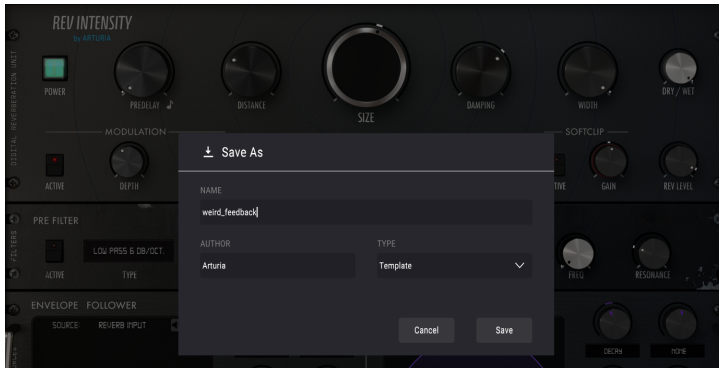 REV INTENSITY
by ARTURIA
DIGITAL REVERBERATION UNIT
POWER
PREDELAY
DISTANCE
SIZE
DAMPING
WIDTH
DRY / WET
MODULATION
SOFTCLIP
ACTIVE
DEPTH
TIVE
GAIN
REV LEVEL
Save As
NAME
weird_feedback
AUTHOR
TYPE
Arturia
Template
Cancel
Save
PRE FILTER
FILTERS
LOW PASS 6 DB/OCT.
ACTIVE
TYPE
FREQ
RESONANCE
ENVELOPE FOLLOWER
SOURCE: REVERB INPUT
DECAY
NONE